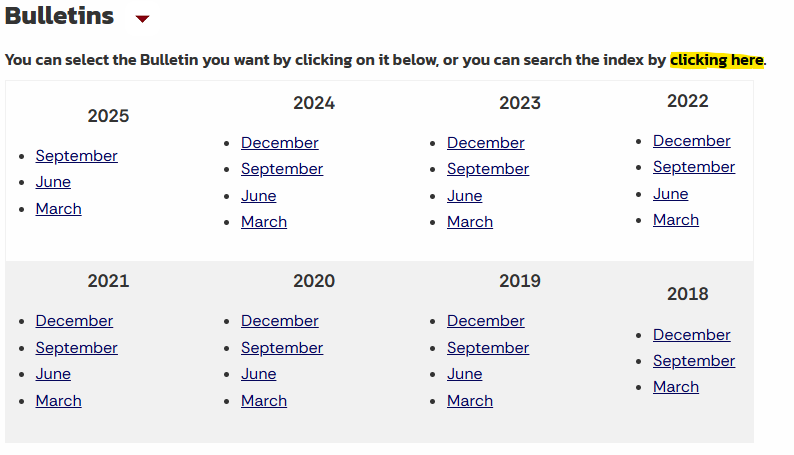 Bulletins
You can select the Bulletin you want by clicking on it below, or you can search the index by clicking here.
2025
September
June
March
2024
December
September
June
March
2023
December
September
June
March
2022
December
September
June
March
2021
December
September
June
March
2020
December
September
June
March
2019
December
September
June
March
2018
December
September
March